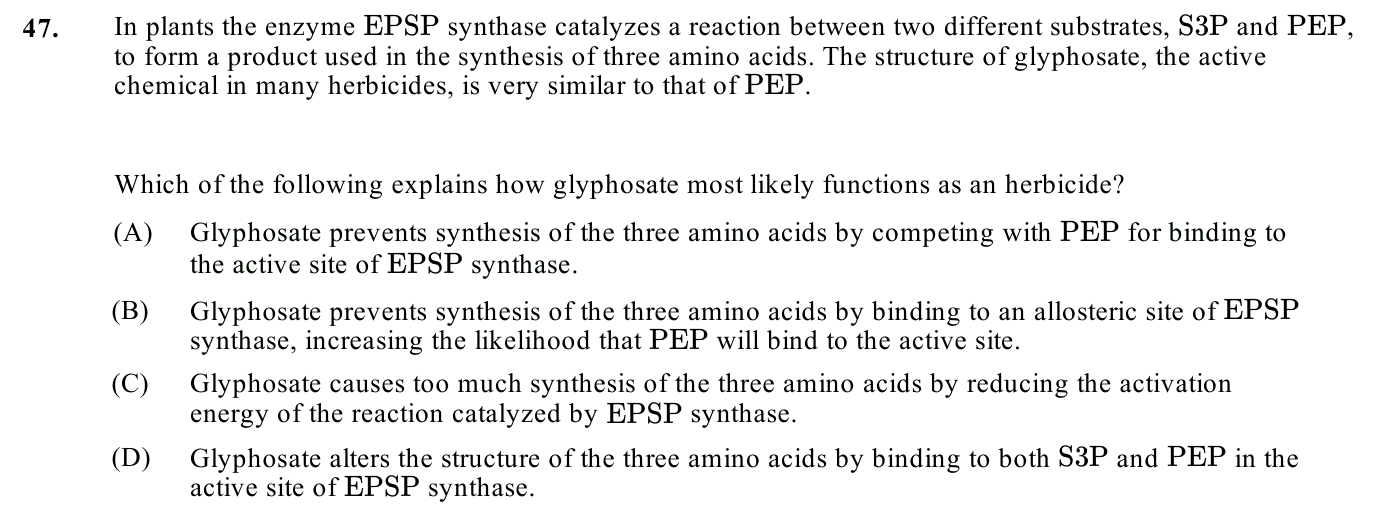 47. In plants the enzyme EPSP synthase catalyzes a reaction between two different substrates, S3P and PEP,
to form a product used in the synthesis of three amino acids. The structure of glyphosate, the active
chemical in many herbicides, is very similar to that of PEP.
Which of the following explains how glyphosate most likely functions as an herbicide?
(A) Glyphosate prevents synthesis of the three amino acids by competing with PEP for binding to
the active site of EPSP synthase.
(B) Glyphosate prevents synthesis of the three amino acids by binding to an allosteric site of EPSP
synthase, increasing the likelihood that PEP will bind to the active site.
(C) Glyphosate causes too much synthesis of the three amino acids by reducing the activation
energy of the reaction catalyzed by EPSP synthase.
(D) Glyphosate alters the structure of the three amino acids by binding to both S3P and PEP in the
active site of EPSP synthase.